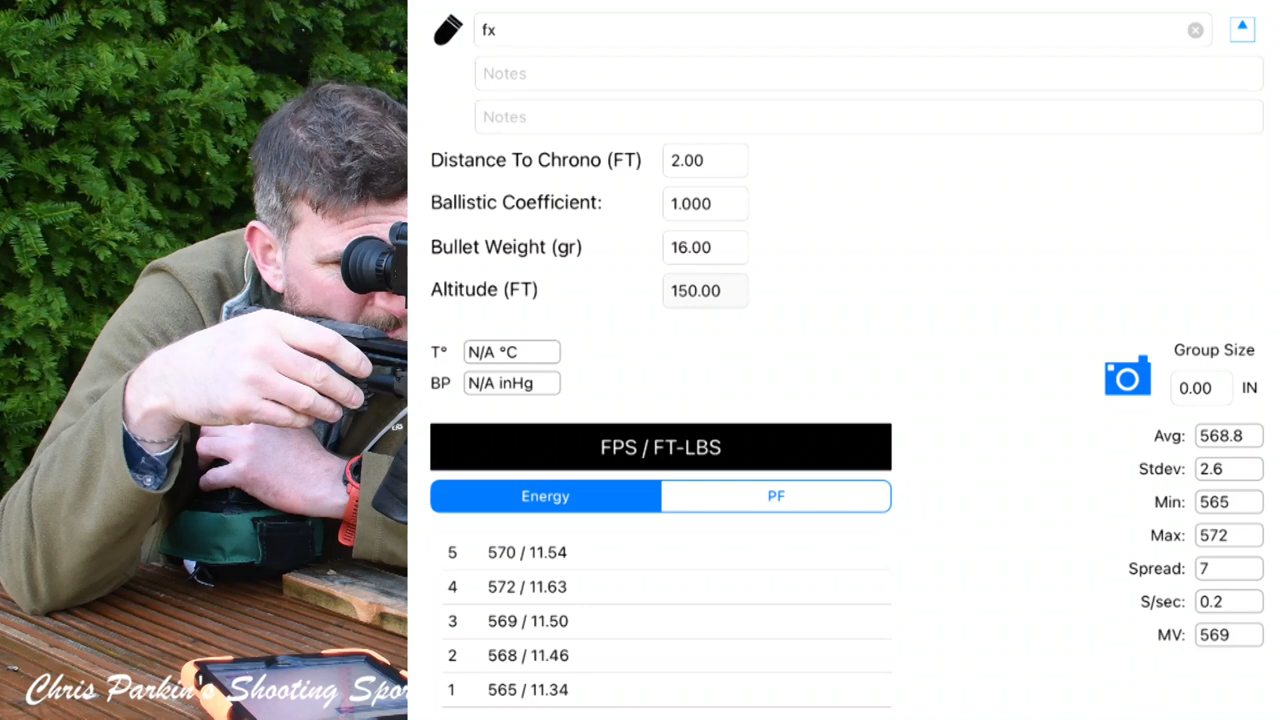 fx
Notes
Notes
Distance To Chrono (FT) 2.00
Ballistic Coefficient: 1.000
Bullet Weight (gr) 16.00
Altitude (FT) 150.00
T° N/A °C
BP N/A inHg
Group Size
0.00 IN
FPS / FT-LBS
Energy PF
5 570 / 11.54
4 572 / 11.63
3 569 / 11.50
2 568 / 11.46
1 565 / 11.34
Avg: 568.8
Stdev: 2.6
Min: 565
Max: 572
Spread: 7
S/sec: 0.2
MV: 569
Chris Parkin's Shooting Spor